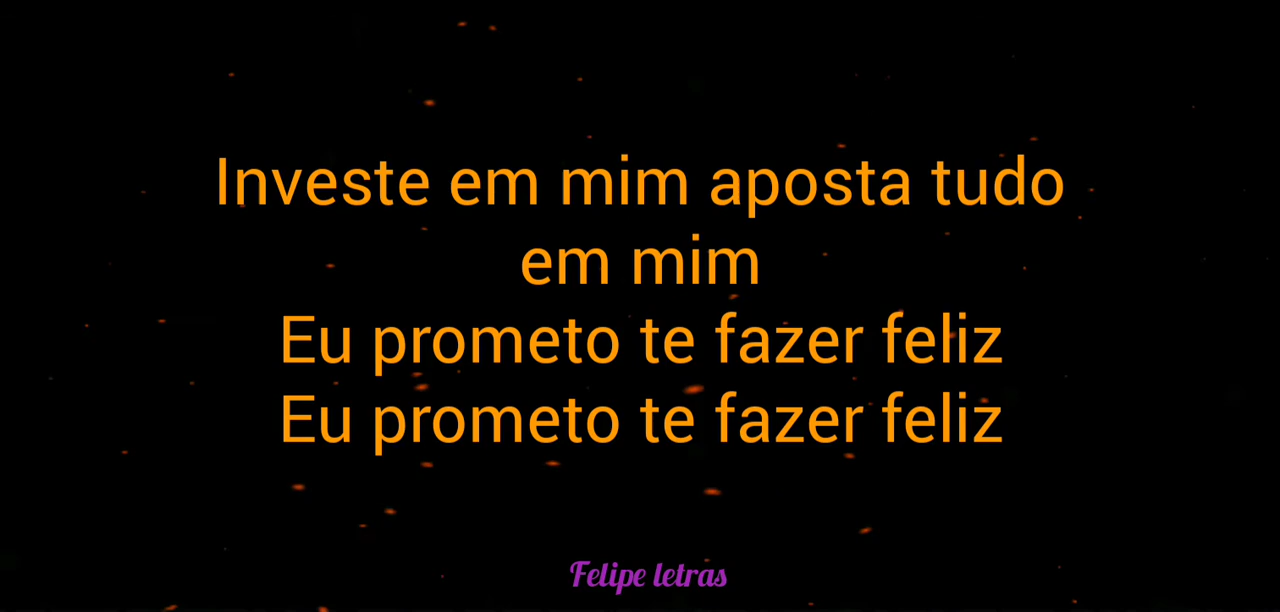 Investe em mim aposta tudo
em mim
Eu prometo te fazer feliz
Eu prometo te fazer feliz
Felipe letras